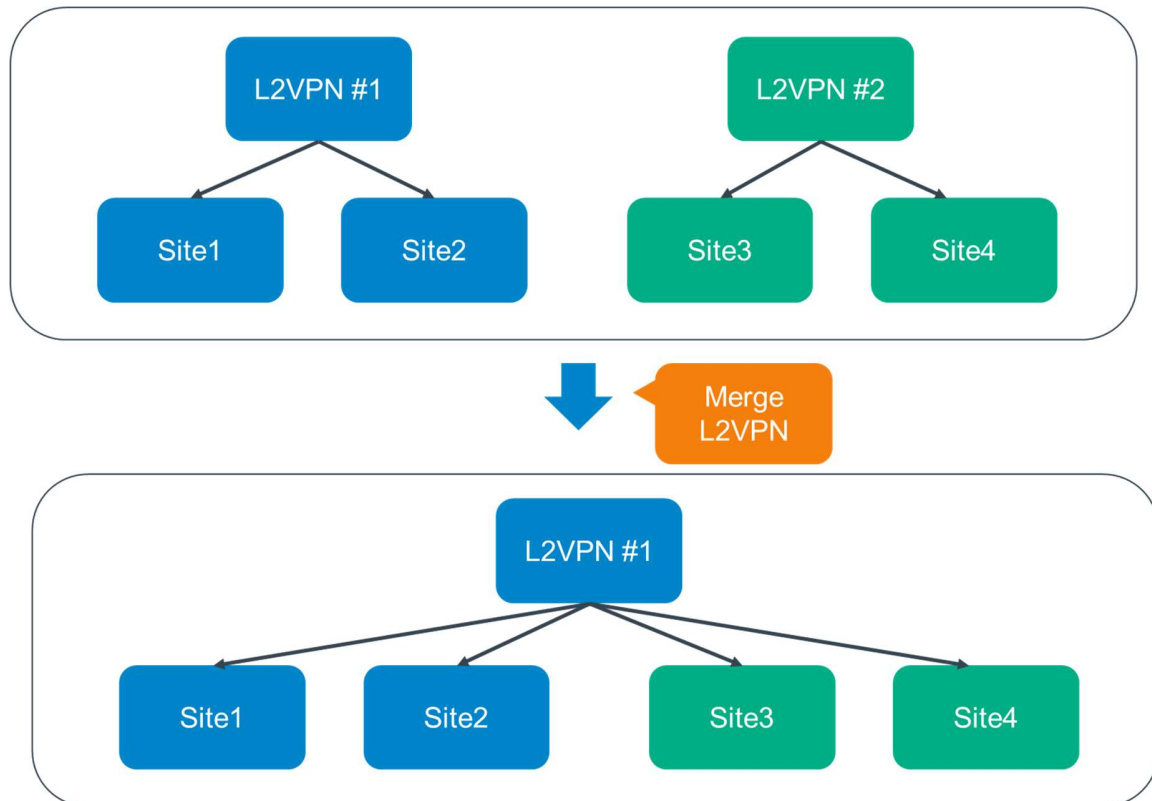 L2VPN #1
L2VPN #2
Site1
Site2
Site3
Site4
Merge
L2VPN
L2VPN #1
Site1
Site2
Site3
Site4